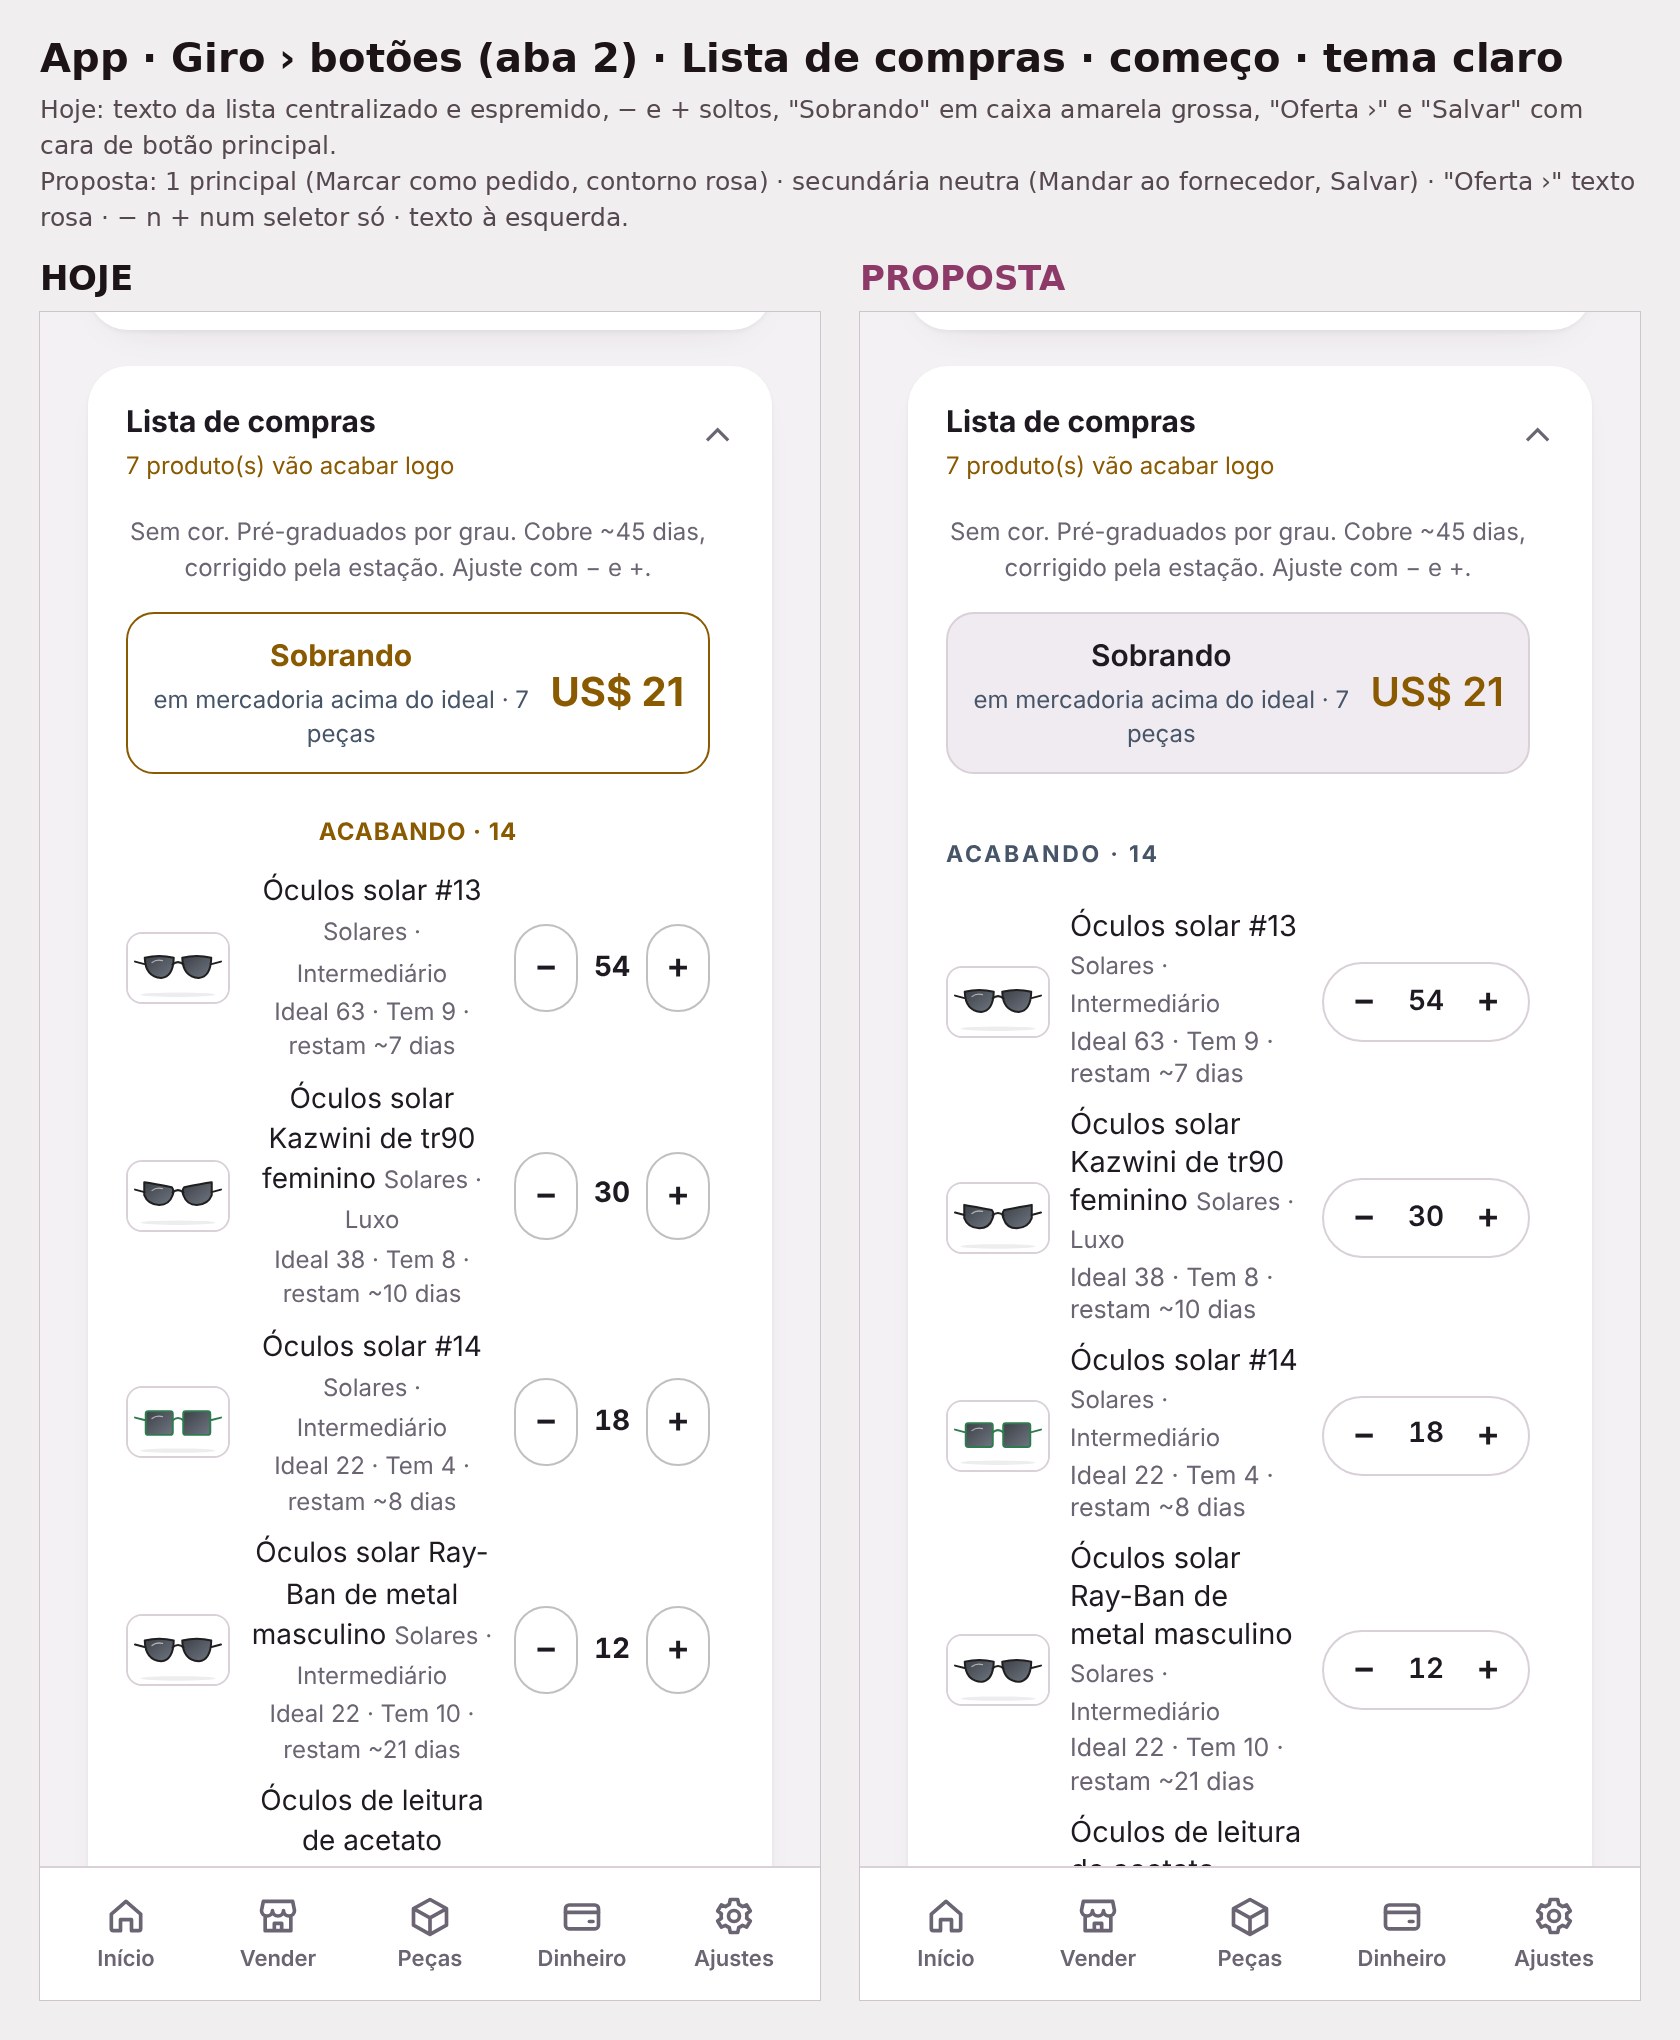 App · Giro › botões (aba 2) · Lista de compras · começo · tema claro
Hoje: texto da lista centralizado e espremido, − e + soltos, "Sobrando" em caixa amarela grossa, "Oferta ›" e "Salvar" com
cara de botão principal.
Proposta: 1 principal (Marcar como pedido, contorno rosa) · secundária neutra (Mandar ao fornecedor, Salvar) · "Oferta ›" texto
rosa · − n + num seletor só · texto à esquerda.
HOJE
Lista de compras
7 produto(s) vão acabar logo
Sem cor. Pré-graduados por grau. Cobre ~45 dias,
corrigido pela estação. Ajuste com − e +.
Sobrando
em mercadoria acima do ideal · 7
peças
US$ 21
ACABANDO · 14
Óculos solar #13
Solares ·
Intermediário
Ideal 63 · Tem 9 ·
restam ~7 dias
− 54 +
Óculos solar
Kazwini de tr90
feminino Solares ·
Luxo
Ideal 38 · Tem 8 ·
restam ~10 dias
− 30 +
Óculos solar #14
Solares ·
Intermediário
Ideal 22 · Tem 4 ·
restam ~8 dias
− 18 +
Óculos solar Ray-
Ban de metal
masculino Solares ·
Intermediário
Ideal 22 · Tem 10 ·
restam ~21 dias
− 12 +
Óculos de leitura
de acetato
Início Vender Peças Dinheiro Ajustes
PROPOSTA
Lista de compras
7 produto(s) vão acabar logo
Sem cor. Pré-graduados por grau. Cobre ~45 dias,
corrigido pela estação. Ajuste com − e +.
Sobrando
em mercadoria acima do ideal · 7
peças
US$ 21
ACABANDO · 14
Óculos solar #13
Solares ·
Intermediário
Ideal 63 · Tem 9 ·
restam ~7 dias
− 54 +
Óculos solar
Kazwini de tr90
feminino Solares ·
Luxo
Ideal 38 · Tem 8 ·
restam ~10 dias
− 30 +
Óculos solar #14
Solares ·
Intermediário
Ideal 22 · Tem 4 ·
restam ~8 dias
− 18 +
Óculos solar
Ray-Ban de
metal masculino
Solares ·
Intermediário
Ideal 22 · Tem 10 ·
restam ~21 dias
− 12 +
Óculos de leitura
de acetato
Início Vender Peças Dinheiro Ajustes